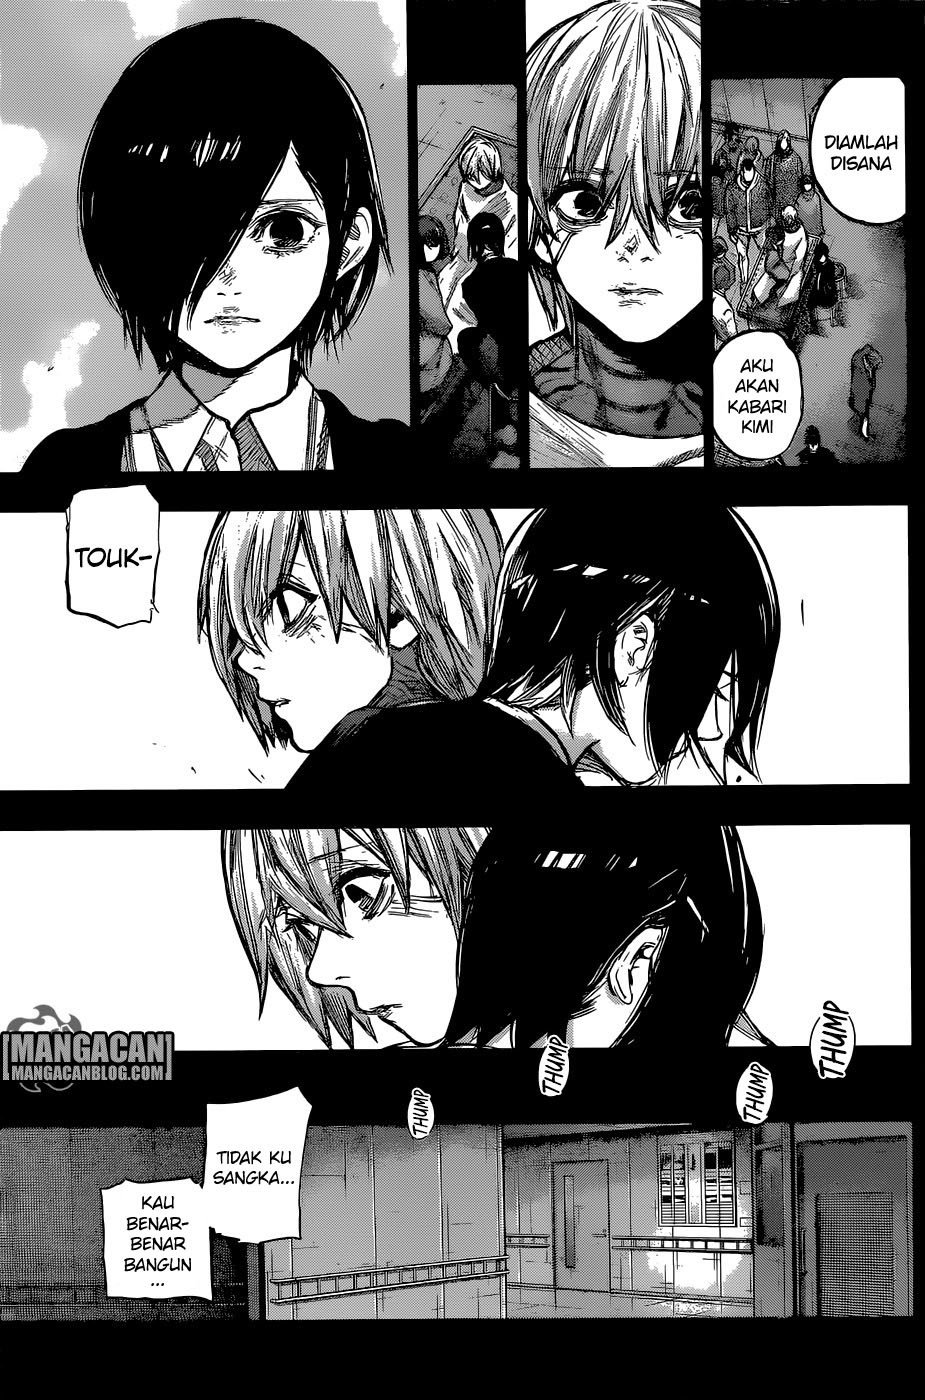 DIAMLAH
DISANA
AKU
AKAN
KABARI
KIMI
TOUK-
THUMP
THUMP
THUMP
THUMP
TIDAK KU
SANGKA...
KAU
BENAR-
BENAR
BANGUN
...
MANGACAN
MANGACANBLOG.COM